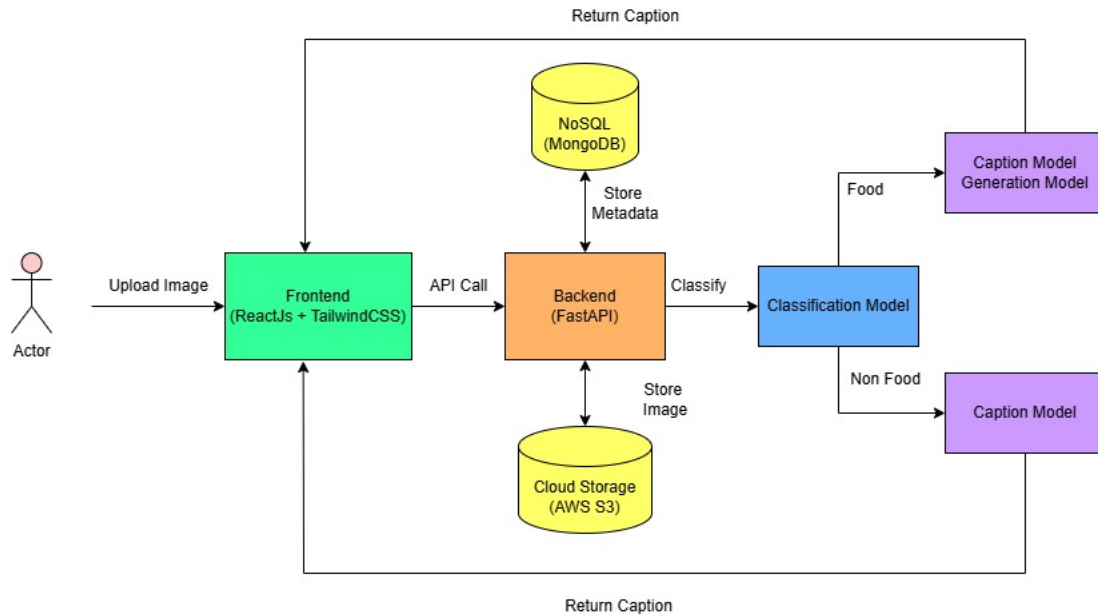 Return Caption
NoSQL
(MongoDB)
Caption Model
Generation Model
Food
Store
Metadata
Upload Image
Frontend
(ReactJs + TailwindCSS)
API Call
Backend
(FastAPI)
Classify
Classification Model
Actor
Non Food
Store
Image
Caption Model
Cloud Storage
(AWS S3)
Return Caption